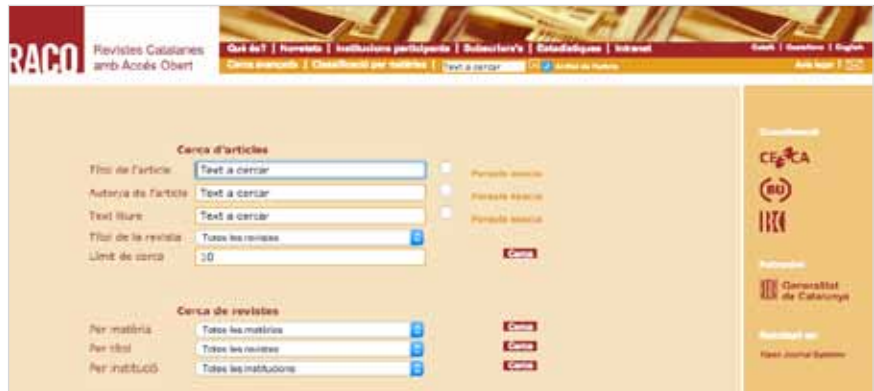 RACO
Revistes Catalanes
amb Accés Obert
Què és? | Novetats | Institucions participants | Subscriure's | Estadístiques | Intranet
Català | Castellano | English
Cerca avançada | Classificació per matèries | Text a cercar
Avís legal |
Cerca d'articles
Títol de l'article Text a cercar Paraula exacta
Autor/a de l'article Text a cercar Paraula exacta
Text lliure Text a cercar Paraula exacta
Títol de la revista Totes les revistes
Límit de cerca 10 Cerca
Cerca de revistes
Per matèria Totes les matèries Cerca
Per títol Totes les revistes Cerca
Per institució Totes les institucions Cerca
Generalitat
de Catalunya
Open Journal Systems